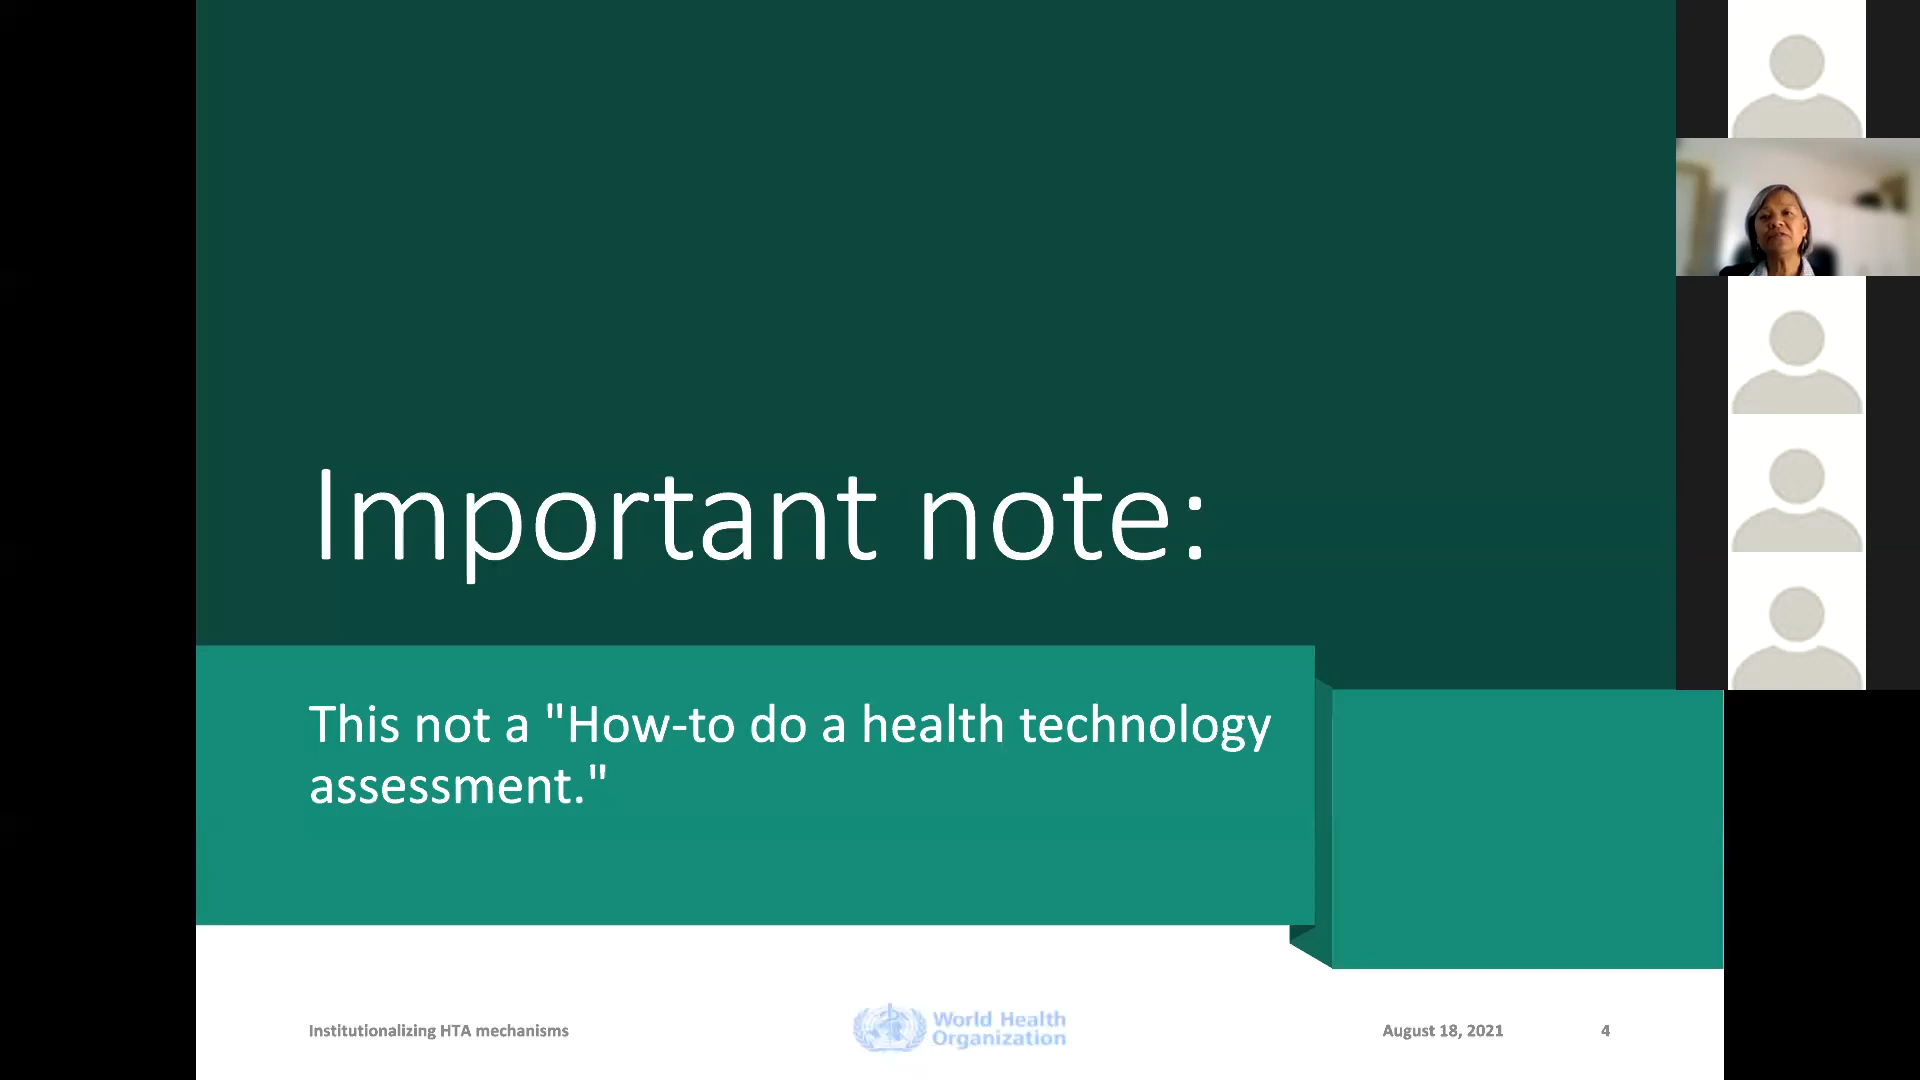 Important note:
This not a "How-to do a health technology
assessment."
Institutionalizing HTA mechanisms
World Health
Organization
August 18, 2021
4